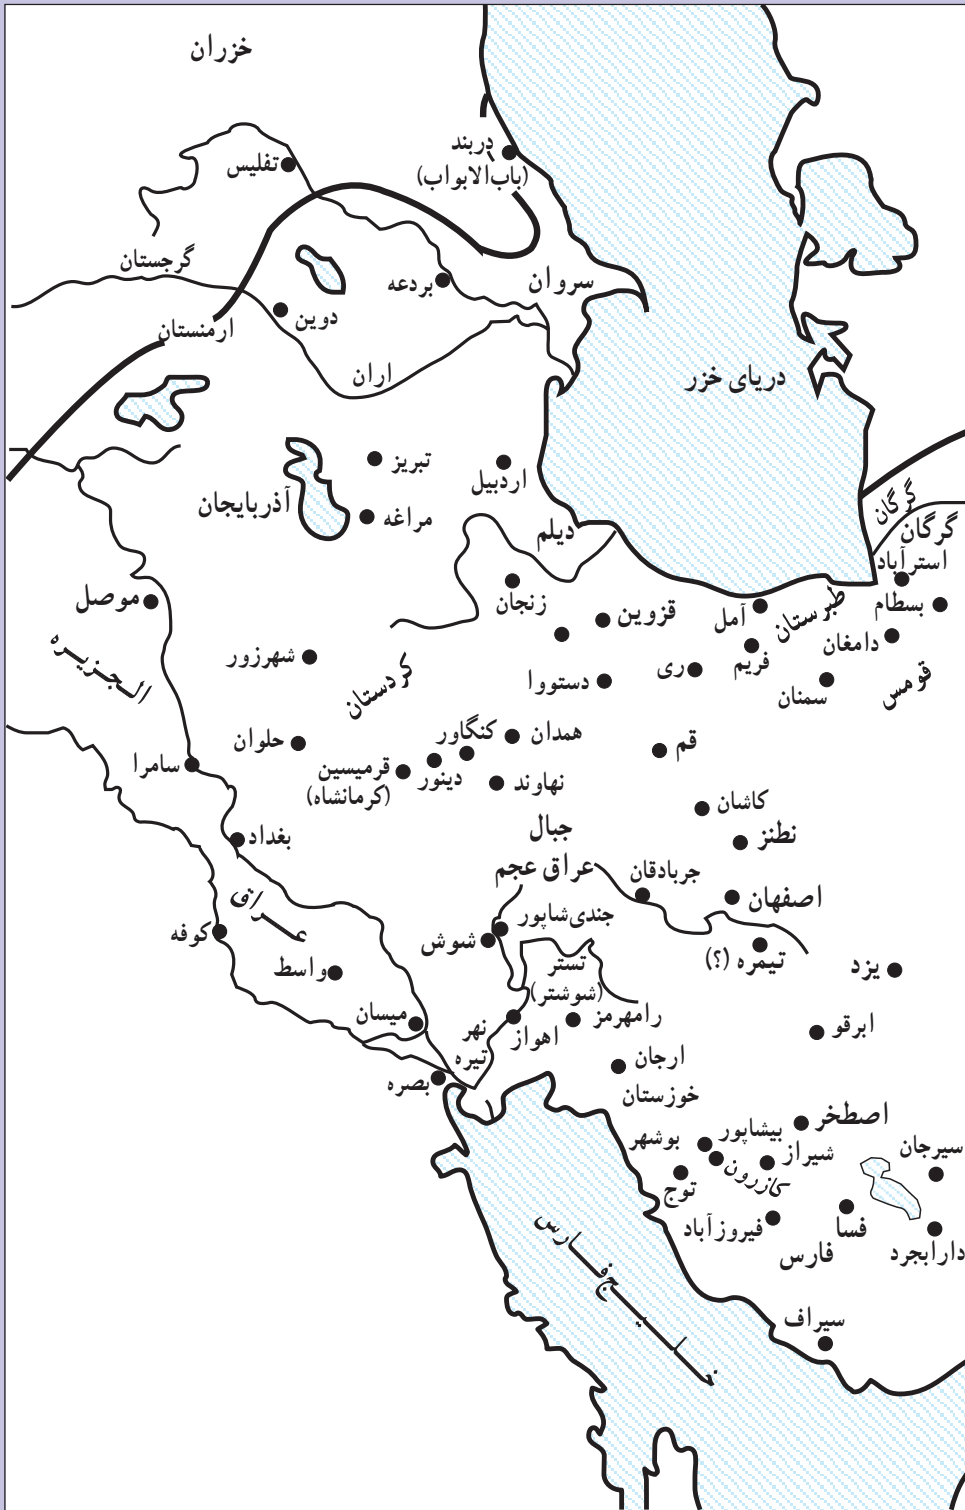 خزران
دربند
(باب‌الابواب)
تفلیس
گرجستان
بردعه
سروان
دوین
ارمنستان
اران
دریای خزر
تبریز
اردبیل
آذربایجان
مراغه
دیلم
گرگان
گرگان
استرآباد
بسطام
موصل
زنجان
قزوین
آمل
طبرستان
دامغان
فریم
الجزیره
شهرزور
کردستان
دستووا
ری
سمنان
قومس
حلوان
کنگاور
همدان
قم
سامرا
قرمیسین
(کرمانشاه)
دینور
نهاوند
کاشان
بغداد
جبال
نطنز
عراق عجم
جربادقان
اصفهان
عراق
جندی‌شاپور
کوفه
شوش
تیمره (؟)
واسط
تستر
(شوشتر)
یزد
میسان
نهر
تیره
اهواز
رامهرمز
ابرقو
بصره
ارجان
خوزستان
اصطخر
بوشهر
بیشاپور
شیراز
سیرجان
کازرون
توج
فیروزآباد
فسا
فارس
دارابجرد
خلیج فارس
سیراف